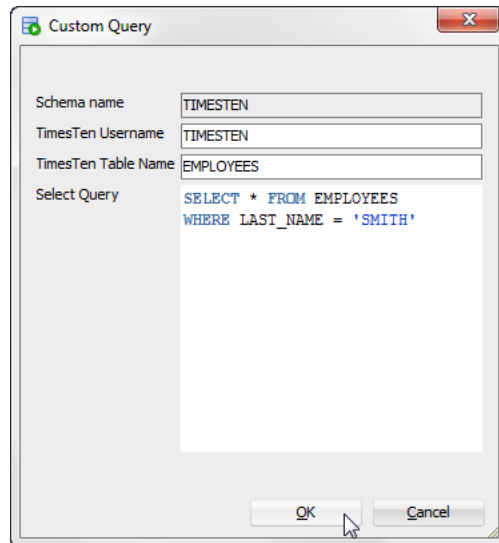 Custom Query
Schema name TIMESTEN
TimesTen Username TIMESTEN
TimesTen Table Name EMPLOYEES
Select Query SELECT * FROM EMPLOYEES
WHERE LAST_NAME = 'SMITH'
OK Cancel